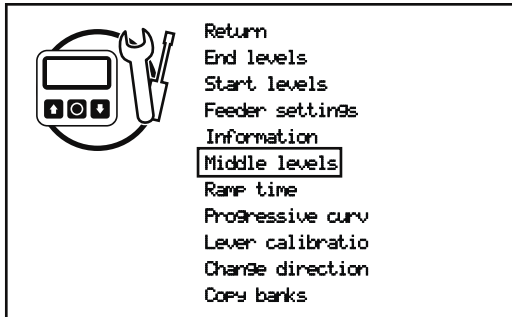 Return
End levels
Start levels
Feeder settings
Information
Middle levels
Ramp time
Progressive curv
Lever calibratio
Change direction
Copy banks